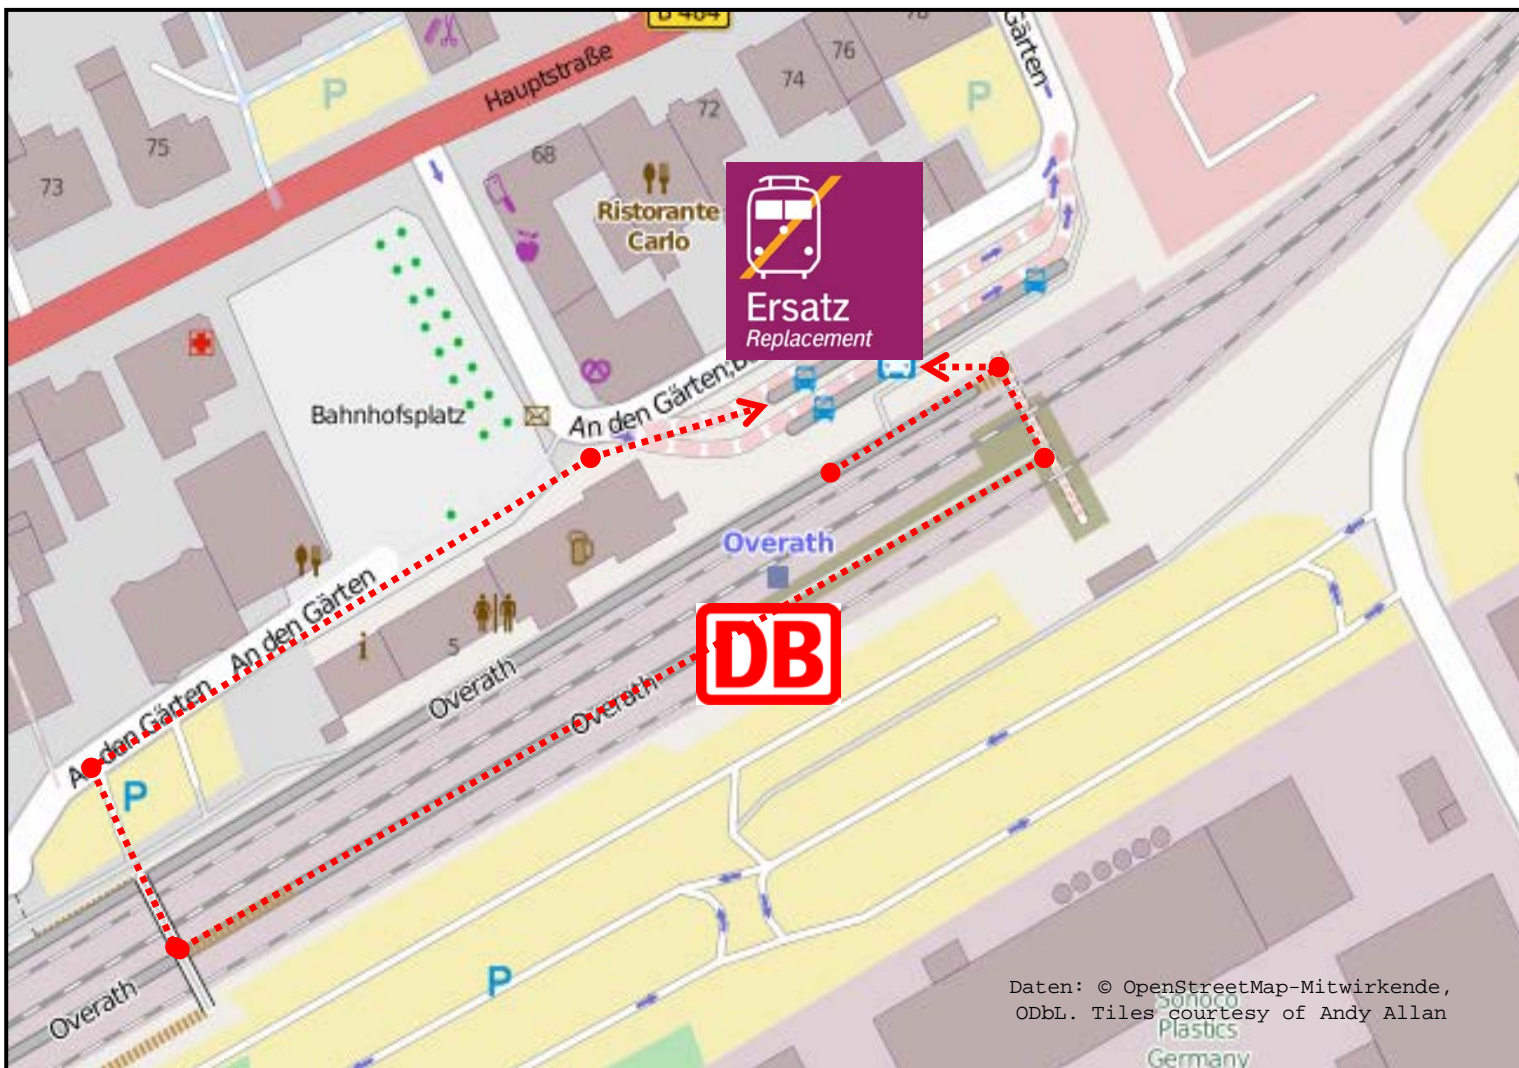 B 484
Gärten
78
76
74
72
Hauptstraße
P
P
75
73
68
Ristorante
Carlo
Ersatz
Replacement
An den Gärten;Bu
Bahnhofsplatz
Overath
DB
An den Gärten
An den Gärten
i
5
Overath
Overath
P
P
Overath
Daten: © OpenStreetMap-Mitwirkende,
ODbL. Tiles courtesy of Andy Allan
Sonoco
Plastics
Germany